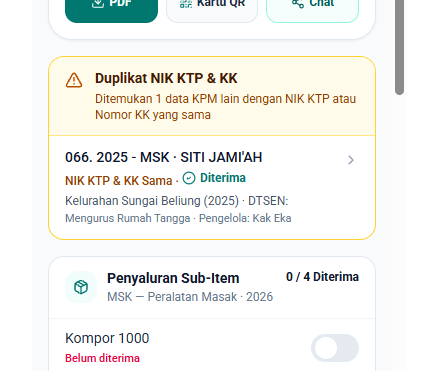 PDF
Kartu QR
Chat
Duplikat NIK KTP & KK
Ditemukan 1 data KPM lain dengan NIK KTP atau
Nomor KK yang sama
066. 2025 - MSK · SITI JAMI'AH
NIK KTP & KK Sama · Diterima
Kelurahan Sungai Beliung (2025) · DTSEN:
Mengurus Rumah Tangga · Pengelola: Kak Eka
Penyaluran Sub-Item
0 / 4 Diterima
MSK — Peralatan Masak · 2026
Kompor 1000
Belum diterima